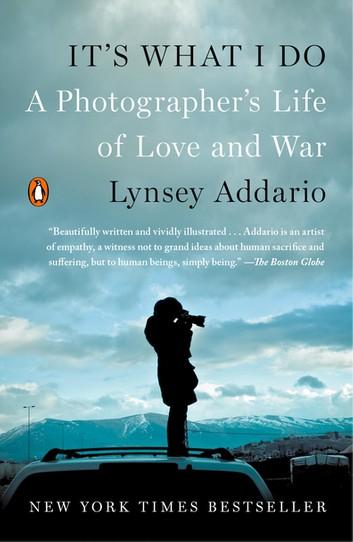 IT’S WHAT I DO
A Photographer’s Life
of Love and War
Lynsey Addario
“Beautifully written and vividly illustrated . . . Addario is an artist
of empathy, a witness not to grand ideas about human sacrifice and
suffering, but to human beings, simply being.” —The Boston Globe
NEW YORK TIMES BESTSELLER